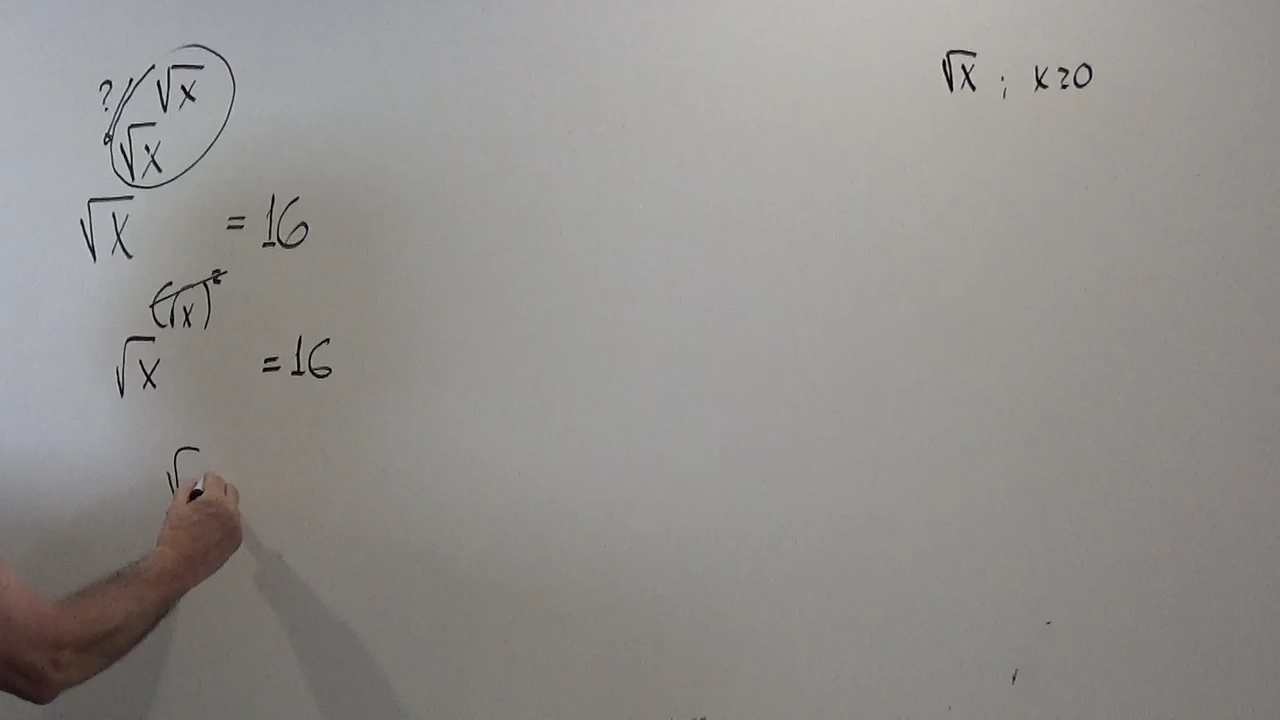 ? √x
√x
√x = 16
(√x)²
√x = 16
√
√x ; x ≥ 0